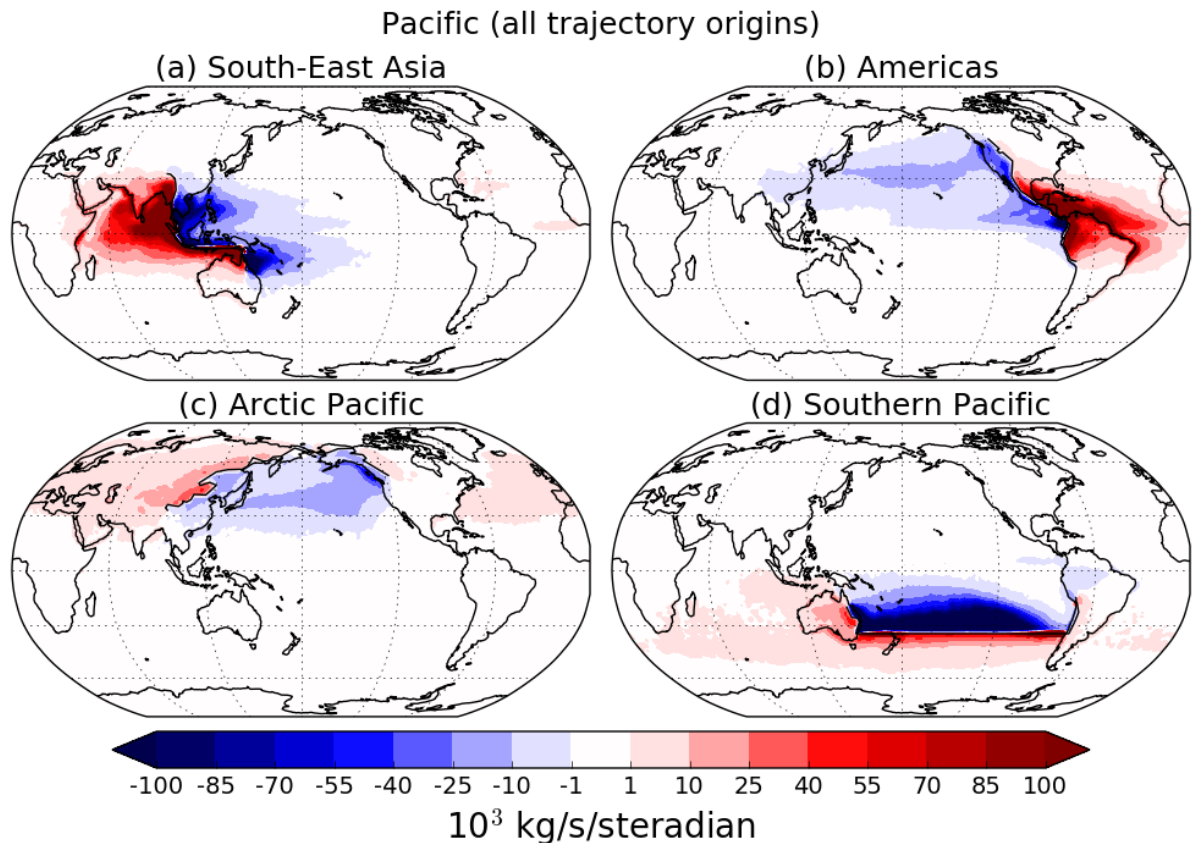 Pacific (all trajectory origins)
(a) South-East Asia
(b) Americas
(c) Arctic Pacific
(d) Southern Pacific
-100 -85 -70 -55 -40 -25 -10 -1 1 10 25 40 55 70 85 100
10³ kg/s/steradian